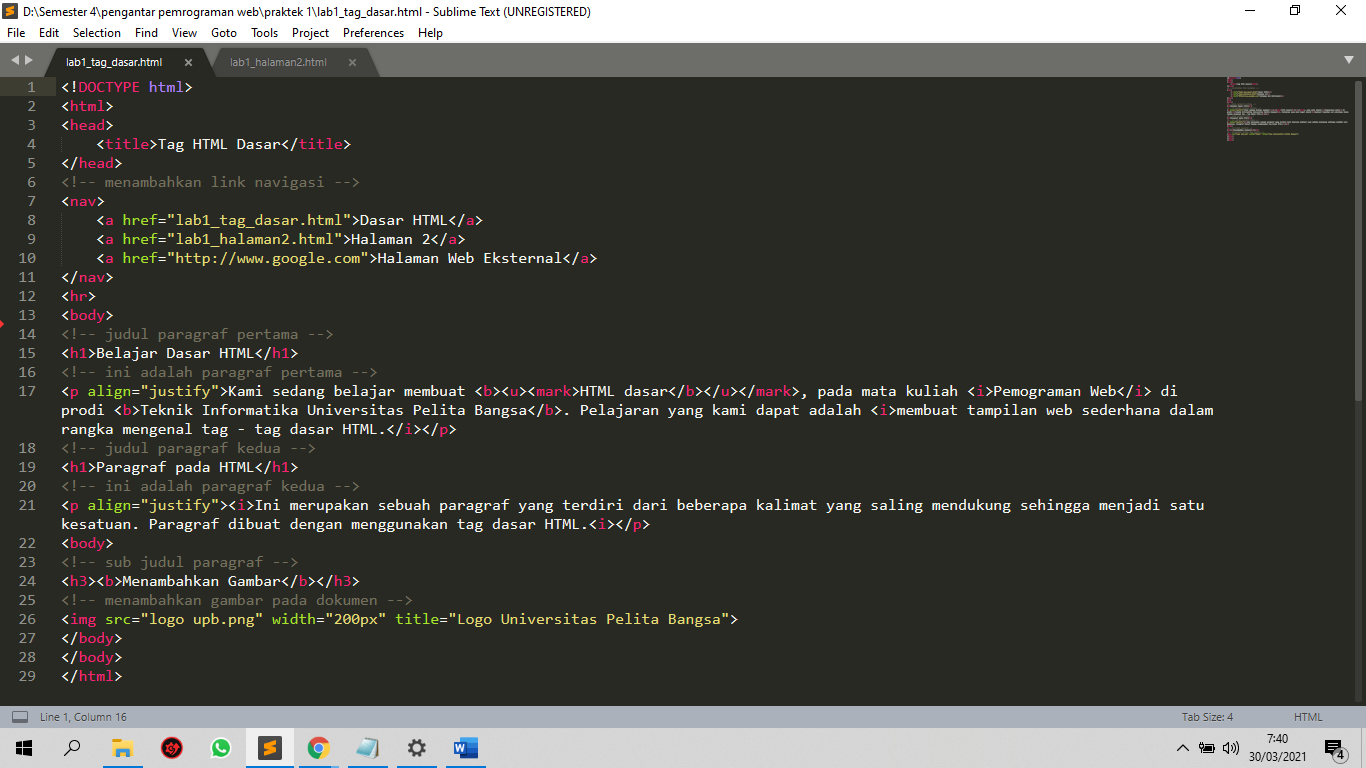 D:\Semester 4\pengantar pemrograman web\praktek 1\lab1_tag_dasar.html - Sublime Text (UNREGISTERED)
File Edit Selection Find View Goto Tools Project Preferences Help
lab1_tag_dasar.html × lab1_halaman2.html ×
1 <!DOCTYPE html>
2 <html>
3 <head>
4 <title>Tag HTML Dasar</title>
5 </head>
6 <!-- menambahkan link navigasi -->
7 <nav>
8 <a href="lab1_tag_dasar.html">Dasar HTML</a>
9 <a href="lab1_halaman2.html">Halaman 2</a>
10 <a href="http://www.google.com">Halaman Web Eksternal</a>
11 </nav>
12 <hr>
13 <body>
14 <!-- judul paragraf pertama -->
15 <h1>Belajar Dasar HTML</h1>
16 <!-- ini adalah paragraf pertama -->
17 <p align="justify">Kami sedang belajar membuat <b><u><mark>HTML dasar</b></u></mark>, pada mata kuliah <i>Pemograman Web</i> di
prodi <b>Teknik Informatika Universitas Pelita Bangsa</b>. Pelajaran yang kami dapat adalah <i>membuat tampilan web sederhana dalam
rangka mengenal tag - tag dasar HTML.</i></p>
18 <!-- judul paragraf kedua -->
19 <h1>Paragraf pada HTML</h1>
20 <!-- ini adalah paragraf kedua -->
21 <p align="justify"><i>Ini merupakan sebuah paragraf yang terdiri dari beberapa kalimat yang saling mendukung sehingga menjadi satu
kesatuan. Paragraf dibuat dengan menggunakan tag dasar HTML.<i></p>
22 <body>
23 <!-- sub judul paragraf -->
24 <h3><b>Menambahkan Gambar</b></h3>
25 <!-- menambahkan gambar pada dokumen -->
26 <img src="logo upb.png" width="200px" title="Logo Universitas Pelita Bangsa">
27 </body>
28 </body>
29 </html>
Line 1, Column 16 Tab Size: 4 HTML
7:40
30/03/2021
4